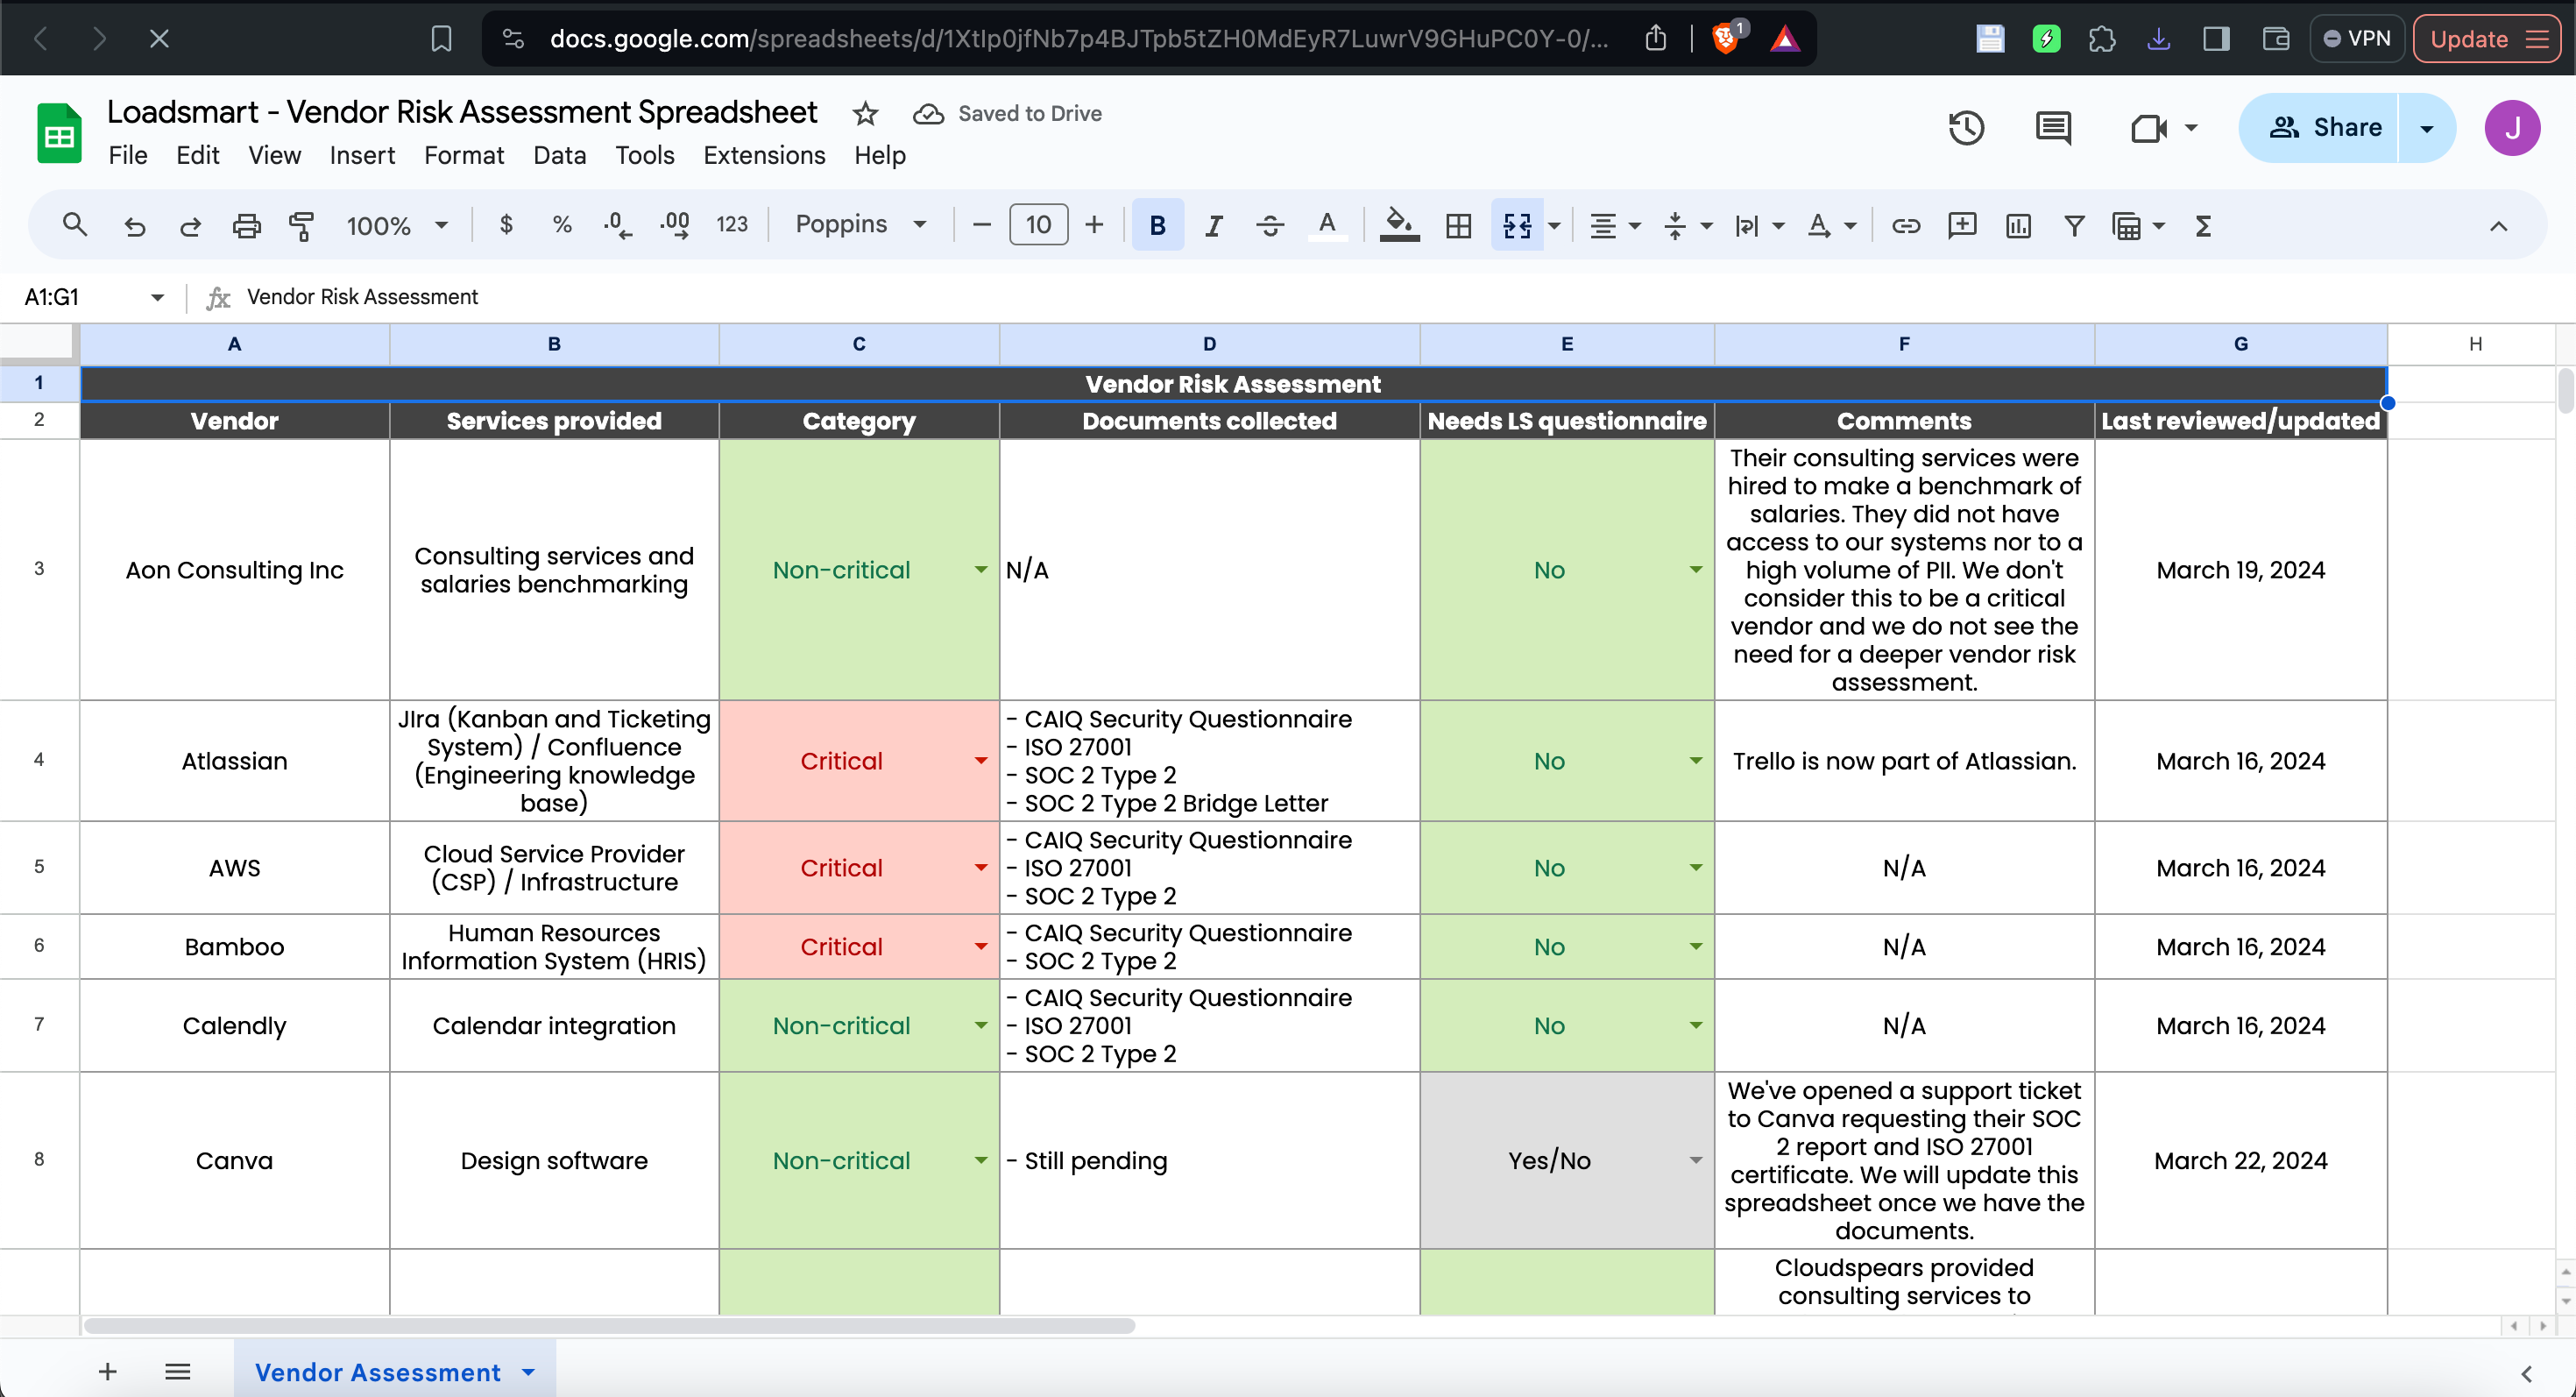 docs.google.com/spreadsheets/d/1XtIp0jfNb7p4BJTpb5tZH0MdEyR7LuwrV9GHuPC0Y-0/...
1
VPN
Update
Loadsmart - Vendor Risk Assessment Spreadsheet
Saved to Drive
File Edit View Insert Format Data Tools Extensions Help
Share
J
100%
$ % .0 .00 123
Poppins
10
B I A
A1:G1
fx Vendor Risk Assessment
A B C D E F G H
1 Vendor Risk Assessment
2 Vendor Services provided Category Documents collected Needs LS questionnaire Comments Last reviewed/updated
3
Aon Consulting Inc
Consulting services and
salaries benchmarking
Non-critical
N/A
No
Their consulting services were
hired to make a benchmark of
salaries. They did not have
access to our systems nor to a
high volume of PII. We don't
consider this to be a critical
vendor and we do not see the
need for a deeper vendor risk
assessment.
March 19, 2024
4
Atlassian
JIra (Kanban and Ticketing
System) / Confluence
(Engineering knowledge
base)
Critical
- CAIQ Security Questionnaire
- ISO 27001
- SOC 2 Type 2
- SOC 2 Type 2 Bridge Letter
No
Trello is now part of Atlassian.
March 16, 2024
5
AWS
Cloud Service Provider
(CSP) / Infrastructure
Critical
- CAIQ Security Questionnaire
- ISO 27001
- SOC 2 Type 2
No
N/A
March 16, 2024
6
Bamboo
Human Resources
Information System (HRIS)
Critical
- CAIQ Security Questionnaire
- SOC 2 Type 2
No
N/A
March 16, 2024
7
Calendly
Calendar integration
Non-critical
- CAIQ Security Questionnaire
- ISO 27001
- SOC 2 Type 2
No
N/A
March 16, 2024
8
Canva
Design software
Non-critical
- Still pending
Yes/No
We've opened a support ticket
to Canva requesting their SOC
2 report and ISO 27001
certificate. We will update this
spreadsheet once we have the
documents.
March 22, 2024
Cloudspears provided
consulting services to
Vendor Assessment